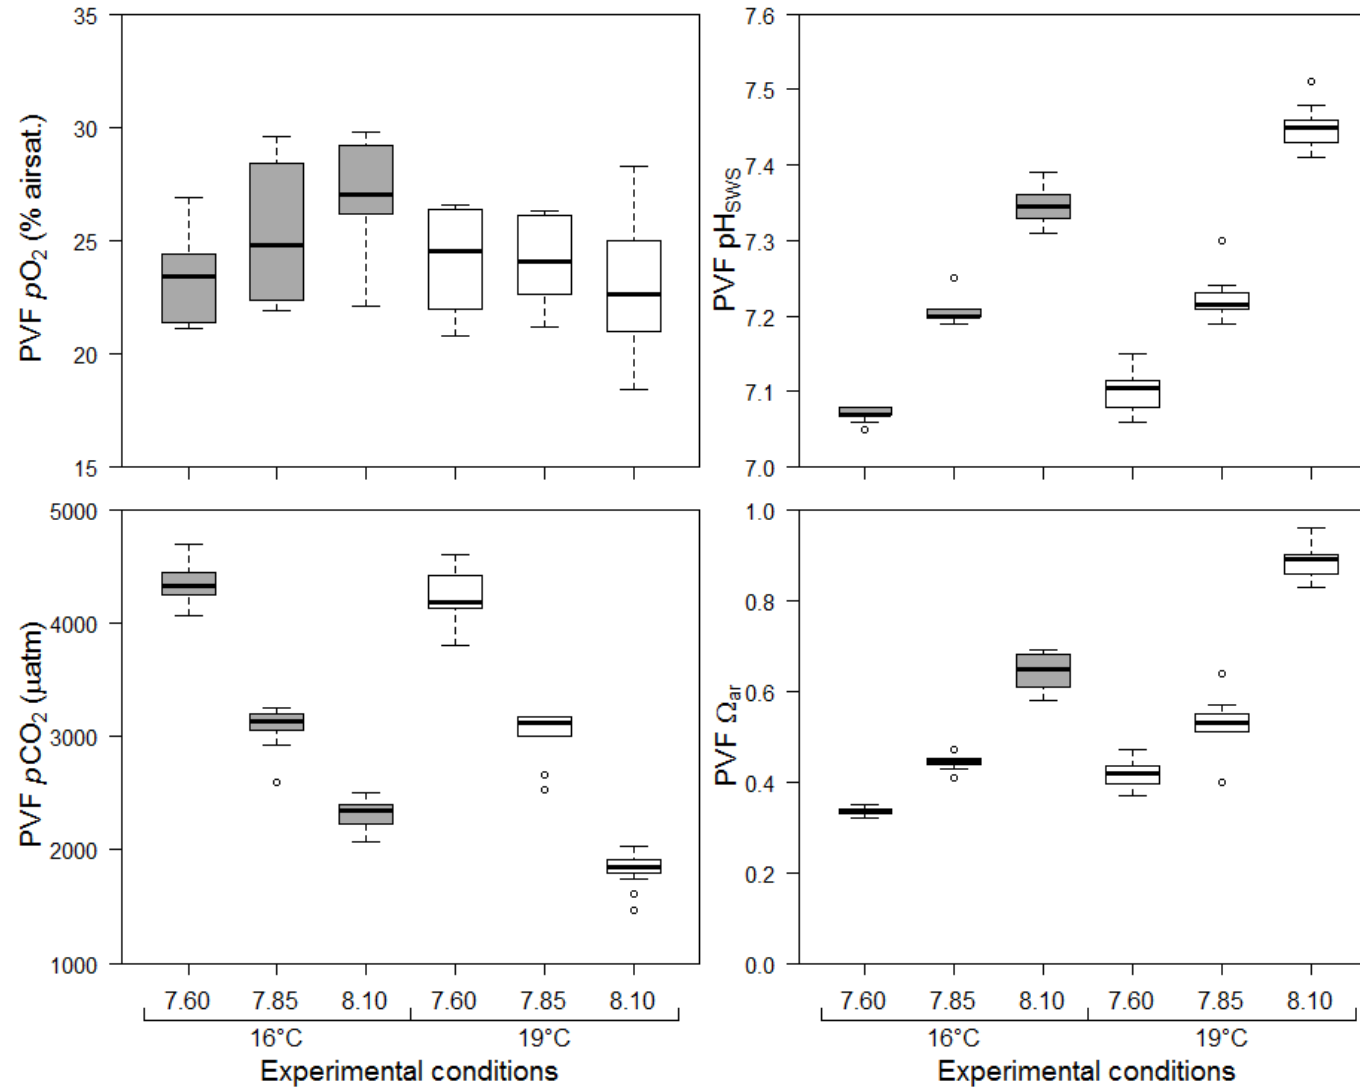 35
30
25
20
15
PVF pO₂ (% airsat.)
7.6
7.5
7.4
7.3
7.2
7.1
7.0
PVF pH_SWS
5000
4000
3000
2000
1000
PVF pCO₂ (µatm)
7.60 7.85 8.10 7.60 7.85 8.10
16°C 19°C
Experimental conditions
1.0
0.8
0.6
0.4
0.2
0.0
PVF Ω_ar
7.60 7.85 8.10 7.60 7.85 8.10
16°C 19°C
Experimental conditions